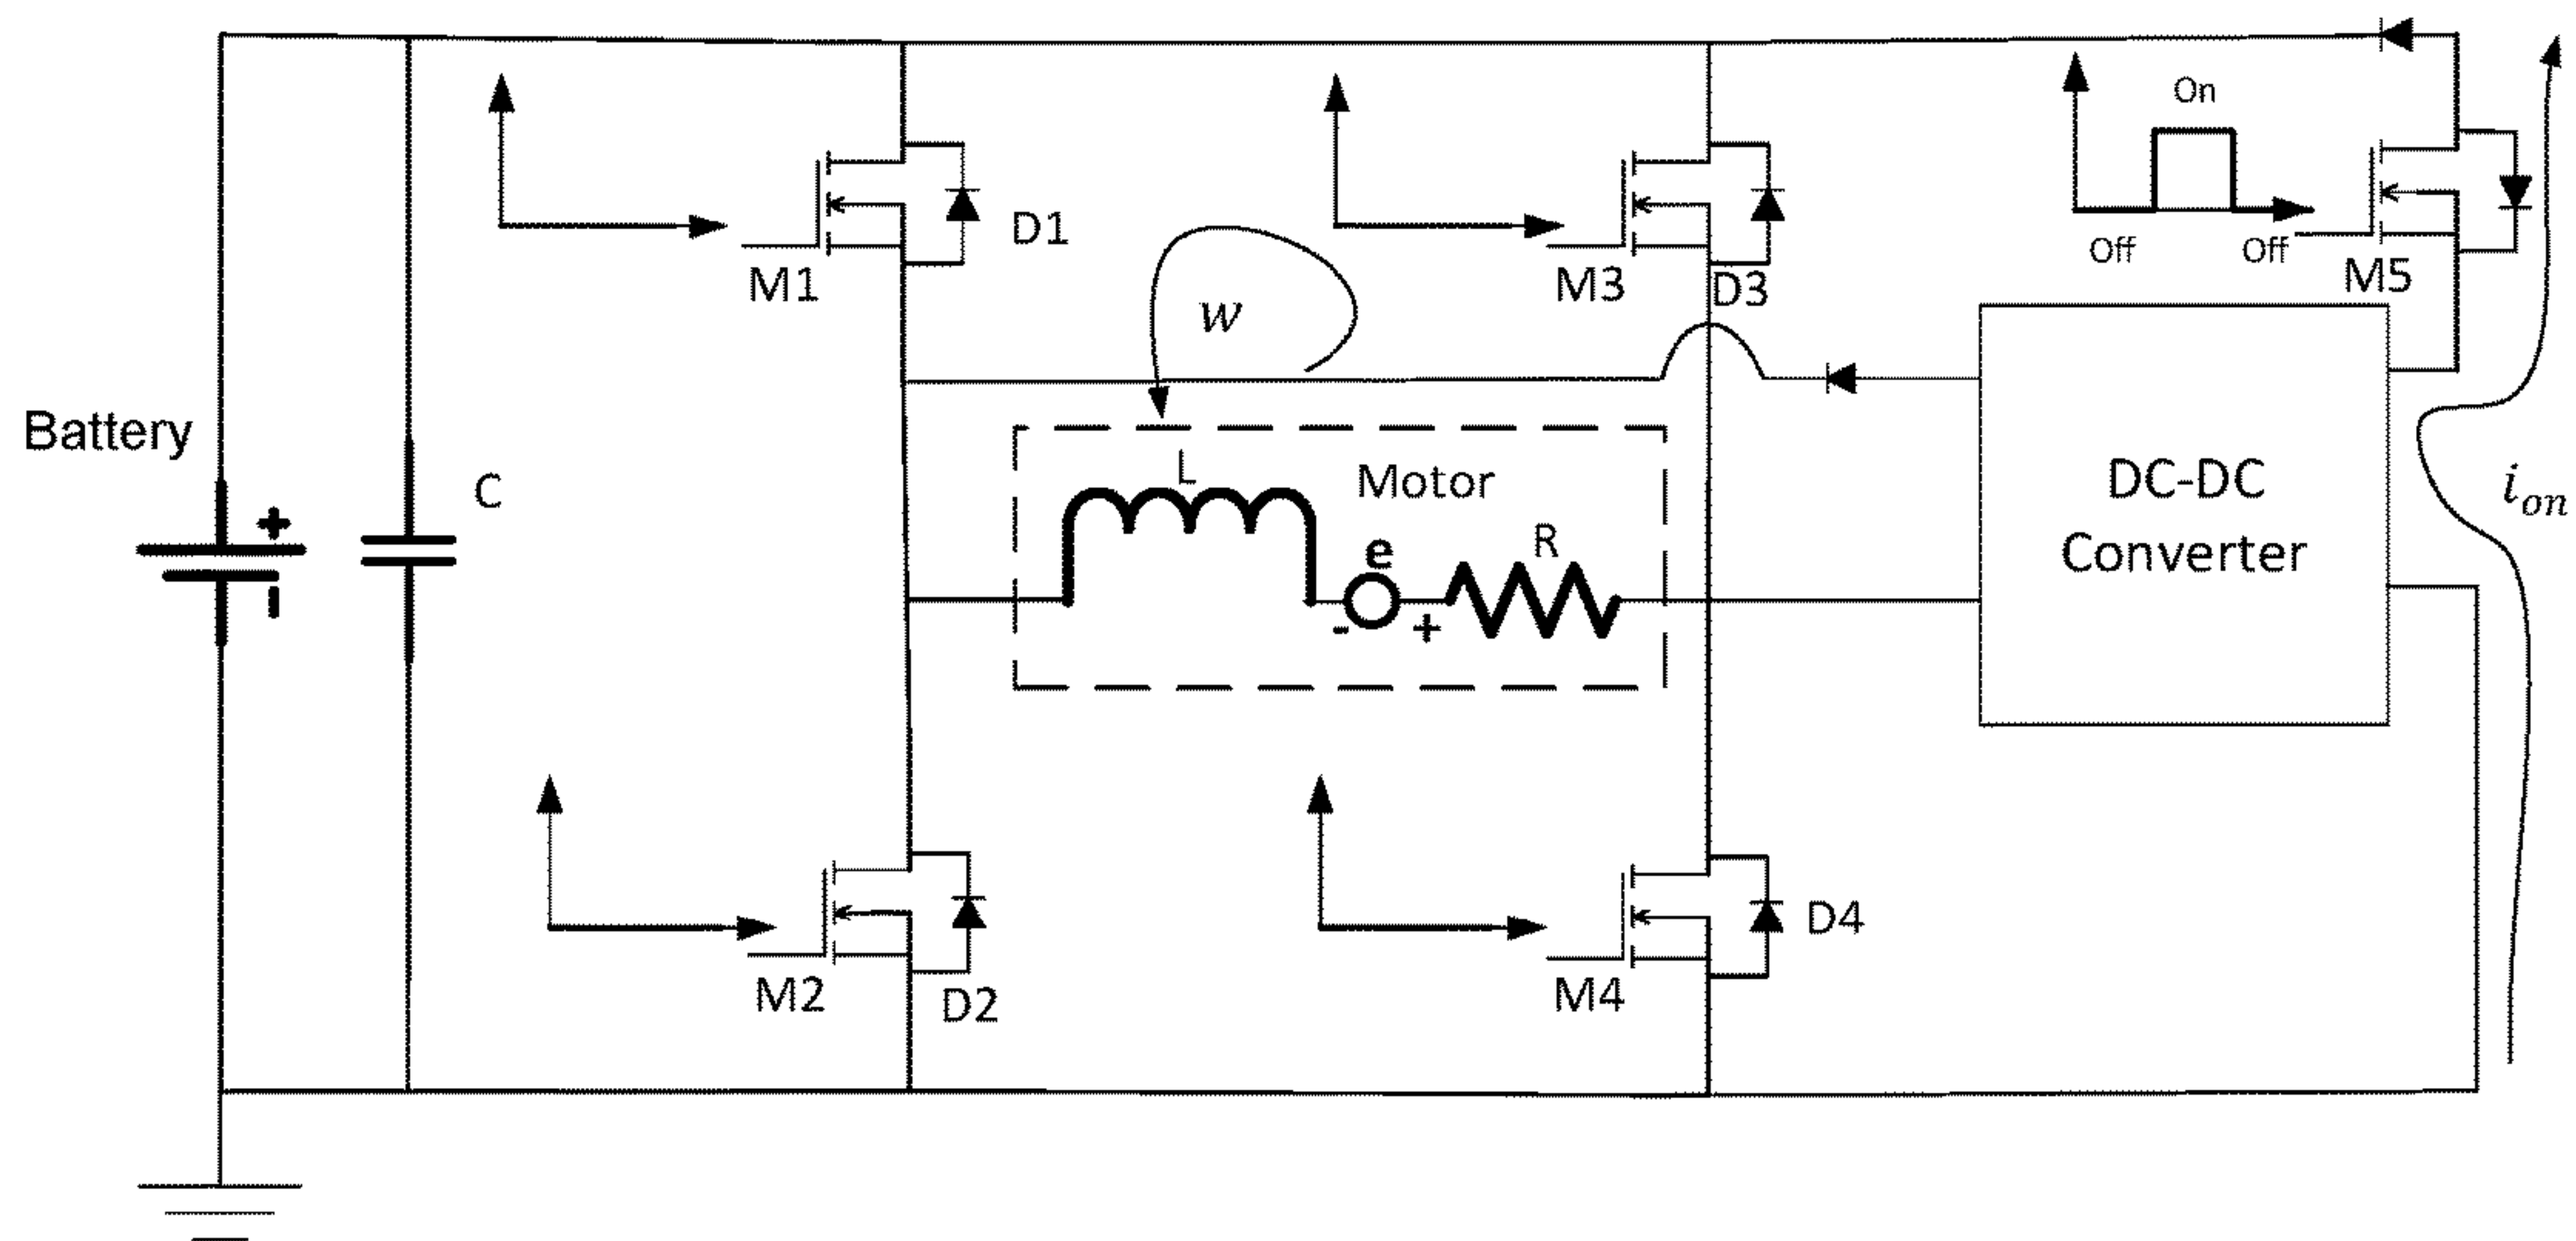 On
Off
Off
M5
D1
M1
M3
D3
w
Battery
+
-
C
L
Motor
e
R
-
+
DC-DC
Converter
i_on
M2
D2
M4
D4